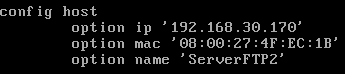 config host
option ip '192.168.30.170'
option mac '08:00:27:4F:EC:1B'
option name 'ServerFTP2'